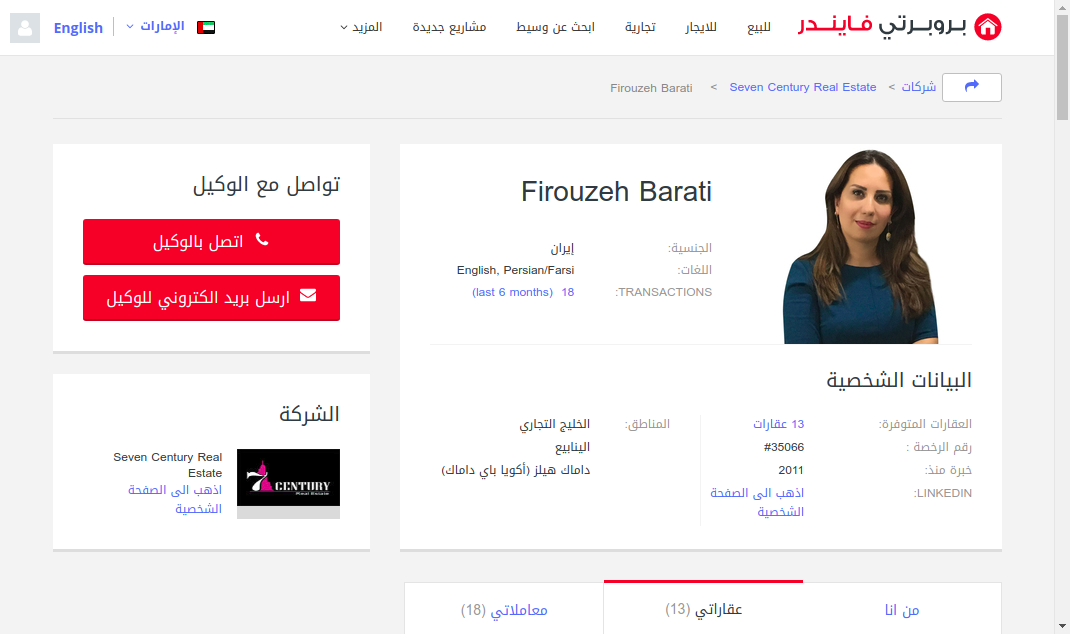 بروبرتي فايندر
للبيع
للايجار
تجارية
ابحث عن وسيط
مشاريع جديدة
المزيد
الإمارات
English
شركات > Seven Century Real Estate > Firouzeh Barati
Firouzeh Barati
الجنسية: إيران
اللغات: English, Persian/Farsi
TRANSACTIONS: 18 (last 6 months)
البيانات الشخصية
العقارات المتوفرة: 13 عقارات
رقم الرخصة : 35066#
خبرة منذ: 2011
LINKEDIN: اذهب الى الصفحة
الشخصية
المناطق: الخليج التجاري
الينابيع
داماك هيلز (أكويا باي داماك)
تواصل مع الوكيل
اتصل بالوكيل
ارسل بريد الكتروني للوكيل
الشركة
7 CENTURY
Real Estate
Seven Century Real
Estate
اذهب الى الصفحة
الشخصية
من انا
عقاراتي (13)
معاملاتي (18)